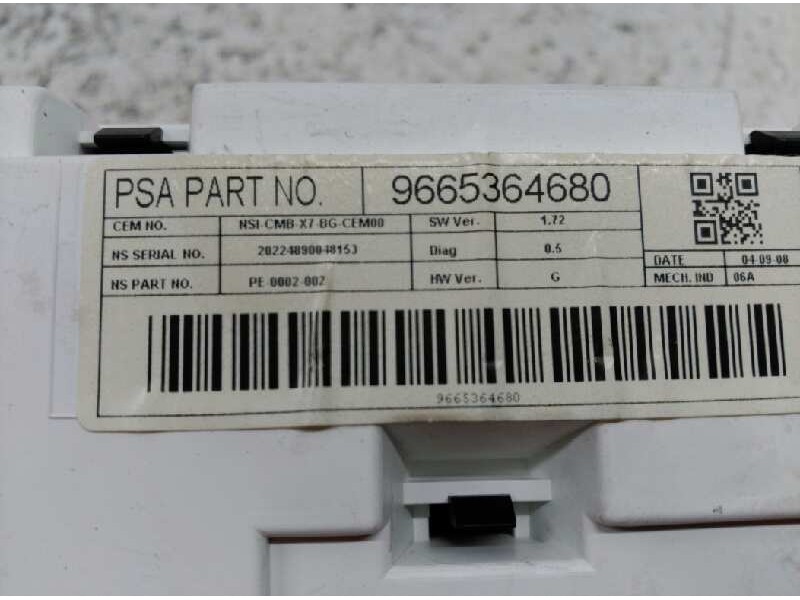 PSA PART NO. 9665364680
CEM NO. NSI-CMB-X7-BG-CEM00 SW Ver. 1.72
NS SERIAL NO. 20224890048153 Diag 0.5
NS PART NO. PE-0002-002 HW Ver. G
DATE 04-09-08
MECH. IND 06A
9665364680